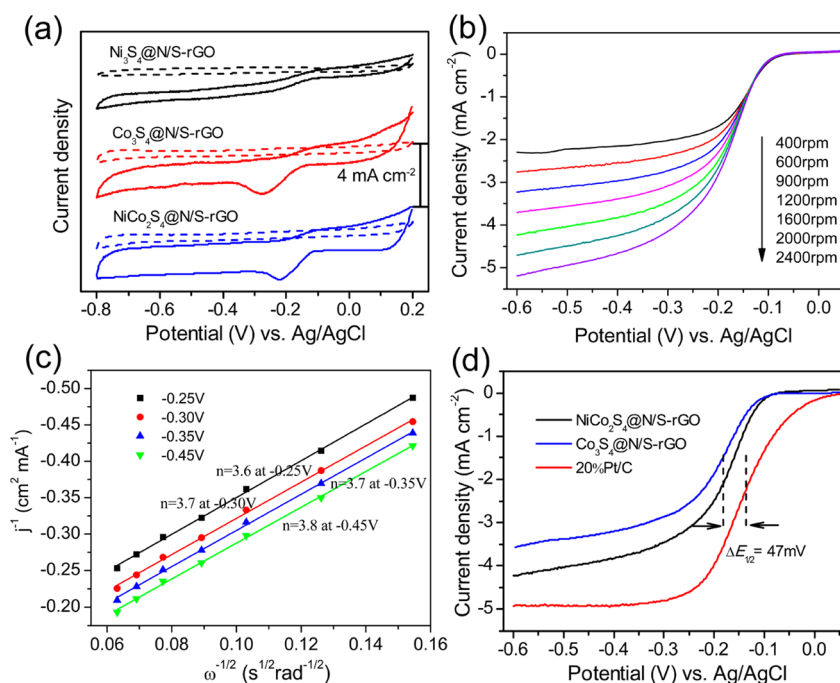 (a)
Ni₃S₄@N/S-rGO
Co₃S₄@N/S-rGO
4 mA cm⁻²
NiCo₂S₄@N/S-rGO
Current density
-0.8 -0.6 -0.4 -0.2 0.0 0.2
Potential (V) vs. Ag/AgCl
(b)
0
-1
-2
-3
-4
-5
400rpm
600rpm
900rpm
1200rpm
1600rpm
2000rpm
2400rpm
Current density (mA cm⁻²)
-0.6 -0.5 -0.4 -0.3 -0.2 -0.1 0.0
Potential (V) vs. Ag/AgCl
(c)
-0.50
-0.45
-0.40
-0.35
-0.30
-0.25
-0.20
-0.25V
-0.30V
-0.35V
-0.45V
n=3.6 at -0.25V
n=3.7 at -0.30V
n=3.7 at -0.35V
n=3.8 at -0.45V
j⁻¹ (cm² mA⁻¹)
0.06 0.08 0.10 0.12 0.14 0.16
ω⁻¹/² (s¹/²rad⁻¹/²)
(d)
0
-1
-2
-3
-4
-5
NiCo₂S₄@N/S-rGO
Co₃S₄@N/S-rGO
20%Pt/C
ΔE₁/₂= 47mV
Current density (mA cm⁻²)
-0.6 -0.5 -0.4 -0.3 -0.2 -0.1 0.0
Potential (V) vs. Ag/AgCl